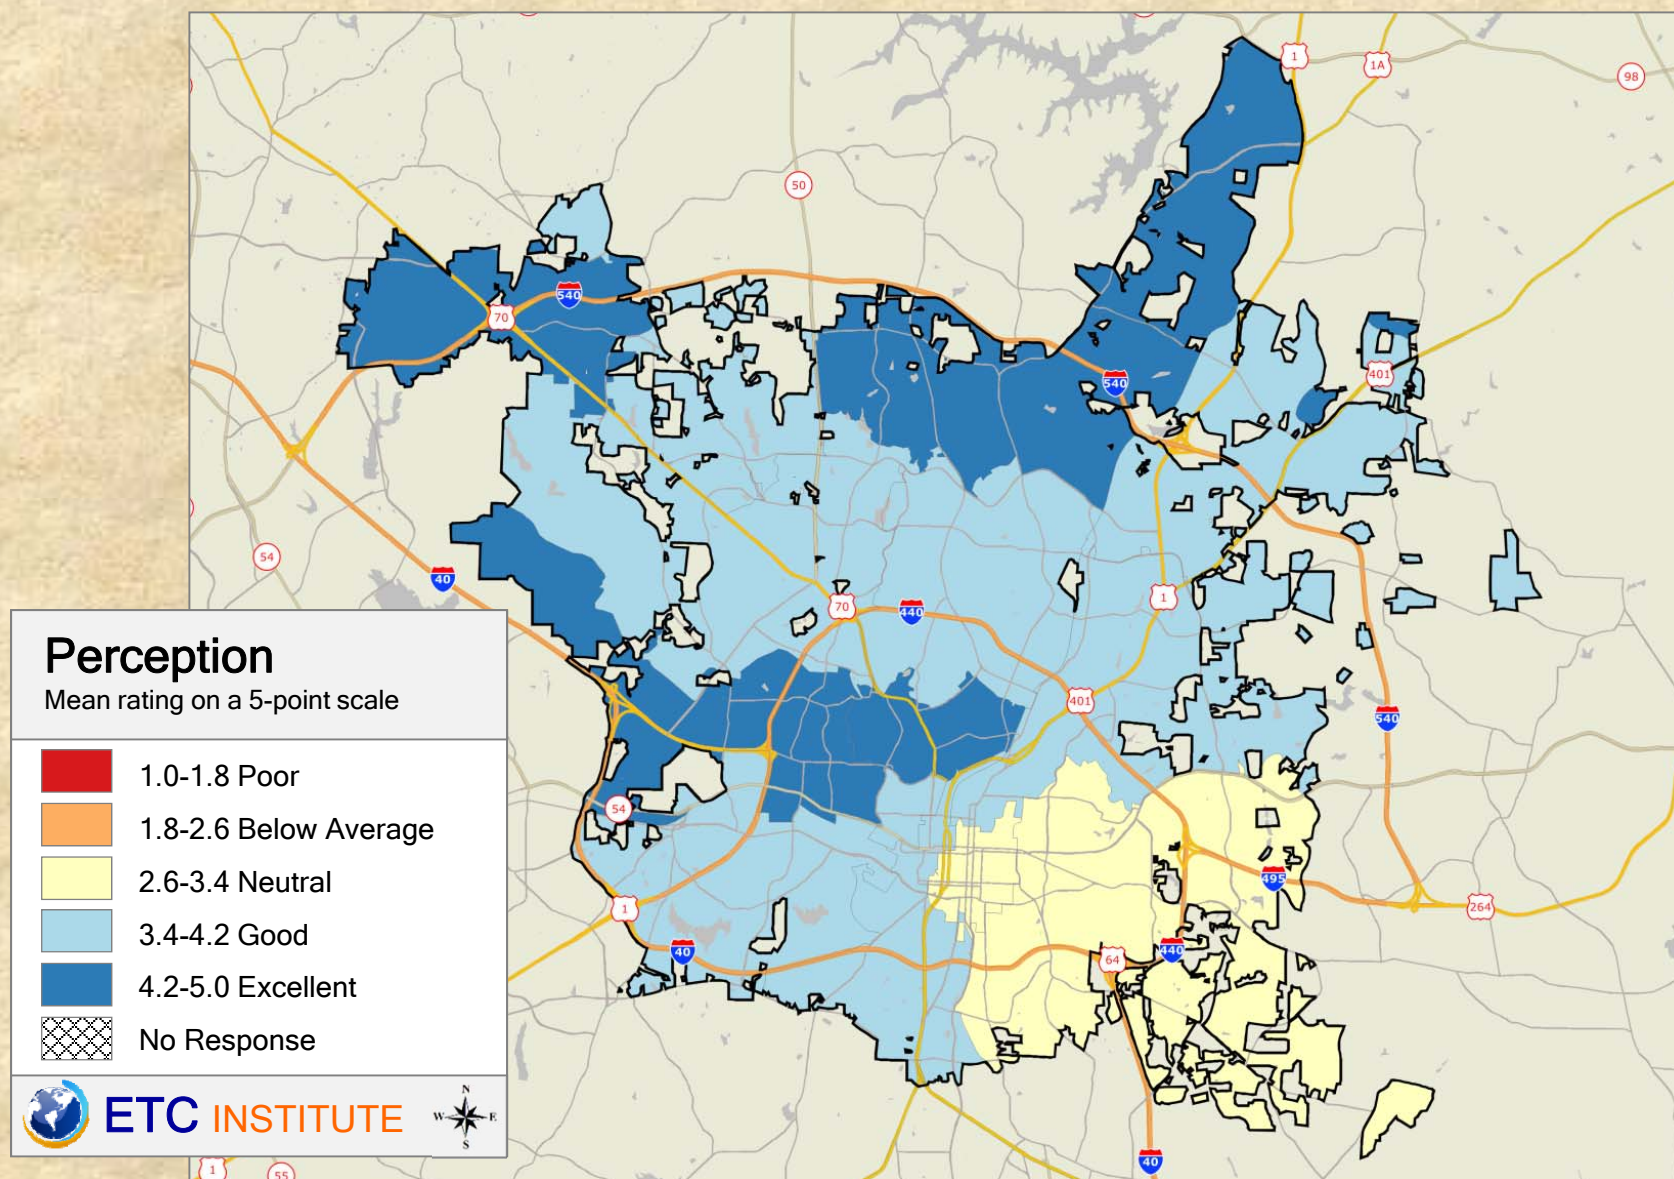 1
1A
98
50
540
70
540
401
54
40
70
440
1
Perception
Mean rating on a 5-point scale
401
540
1.0-1.8 Poor
54
1.8-2.6 Below Average
2.6-3.4 Neutral
495
1
264
3.4-4.2 Good
40
440
64
4.2-5.0 Excellent
No Response
N
W E
S
ETC INSTITUTE
40
1
55